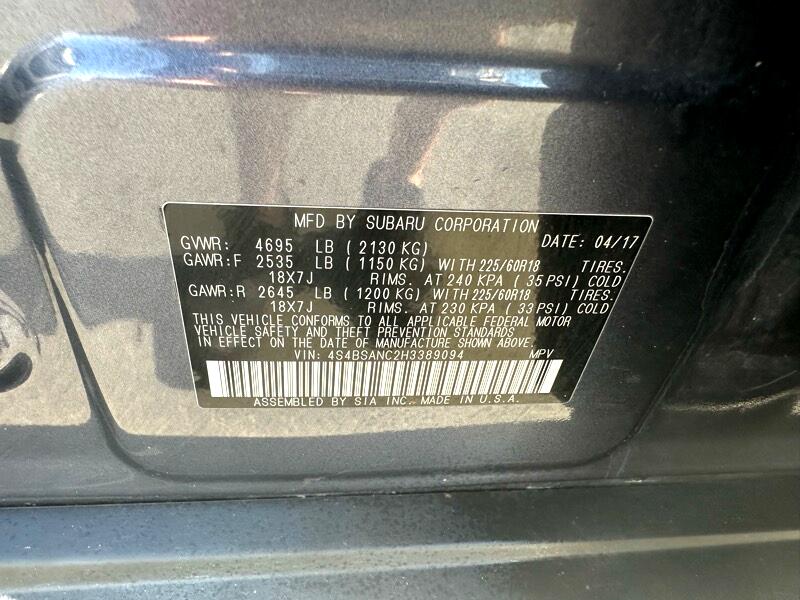 MFD BY SUBARU CORPORATION
GVWR: 4695 LB ( 2130 KG) DATE: 04/17
GAWR:F 2535 LB ( 1150 KG) WITH 225/60R18 TIRES.
18X7J RIMS. AT 240 KPA ( 35 PSI) COLD
GAWR:R 2645 LB ( 1200 KG) WITH 225/60R18 TIRES.
18X7J RIMS. AT 230 KPA ( 33 PSI) COLD
THIS VEHICLE CONFORMS TO ALL APPLICABLE FEDERAL MOTOR
VEHICLE SAFETY AND THEFT PREVENTION STANDARDS
IN EFFECT ON THE DATE OF MANUFACTURE SHOWN ABOVE.
VIN: 4S4BSANC2H3389094 MPV
ASSEMBLED BY SIA INC. MADE IN U.S.A.